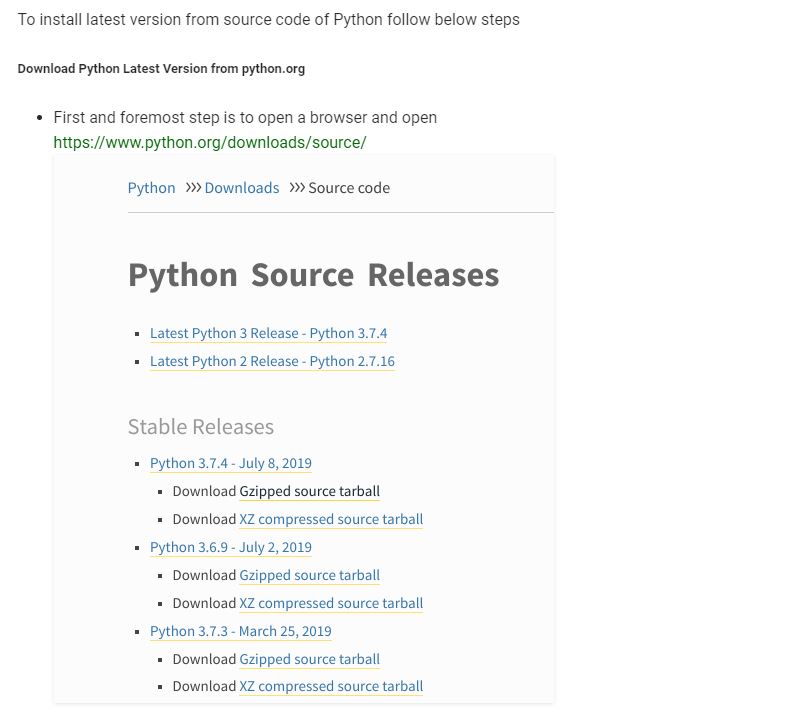 To install latest version from source code of Python follow below steps
Download Python Latest Version from python.org
First and foremost step is to open a browser and open
https://www.python.org/downloads/source/
Python >>> Downloads >>> Source code
Python Source Releases
Latest Python 3 Release - Python 3.7.4
Latest Python 2 Release - Python 2.7.16
Stable Releases
Python 3.7.4 - July 8, 2019
Download Gzipped source tarball
Download XZ compressed source tarball
Python 3.6.9 - July 2, 2019
Download Gzipped source tarball
Download XZ compressed source tarball
Python 3.7.3 - March 25, 2019
Download Gzipped source tarball
Download XZ compressed source tarball